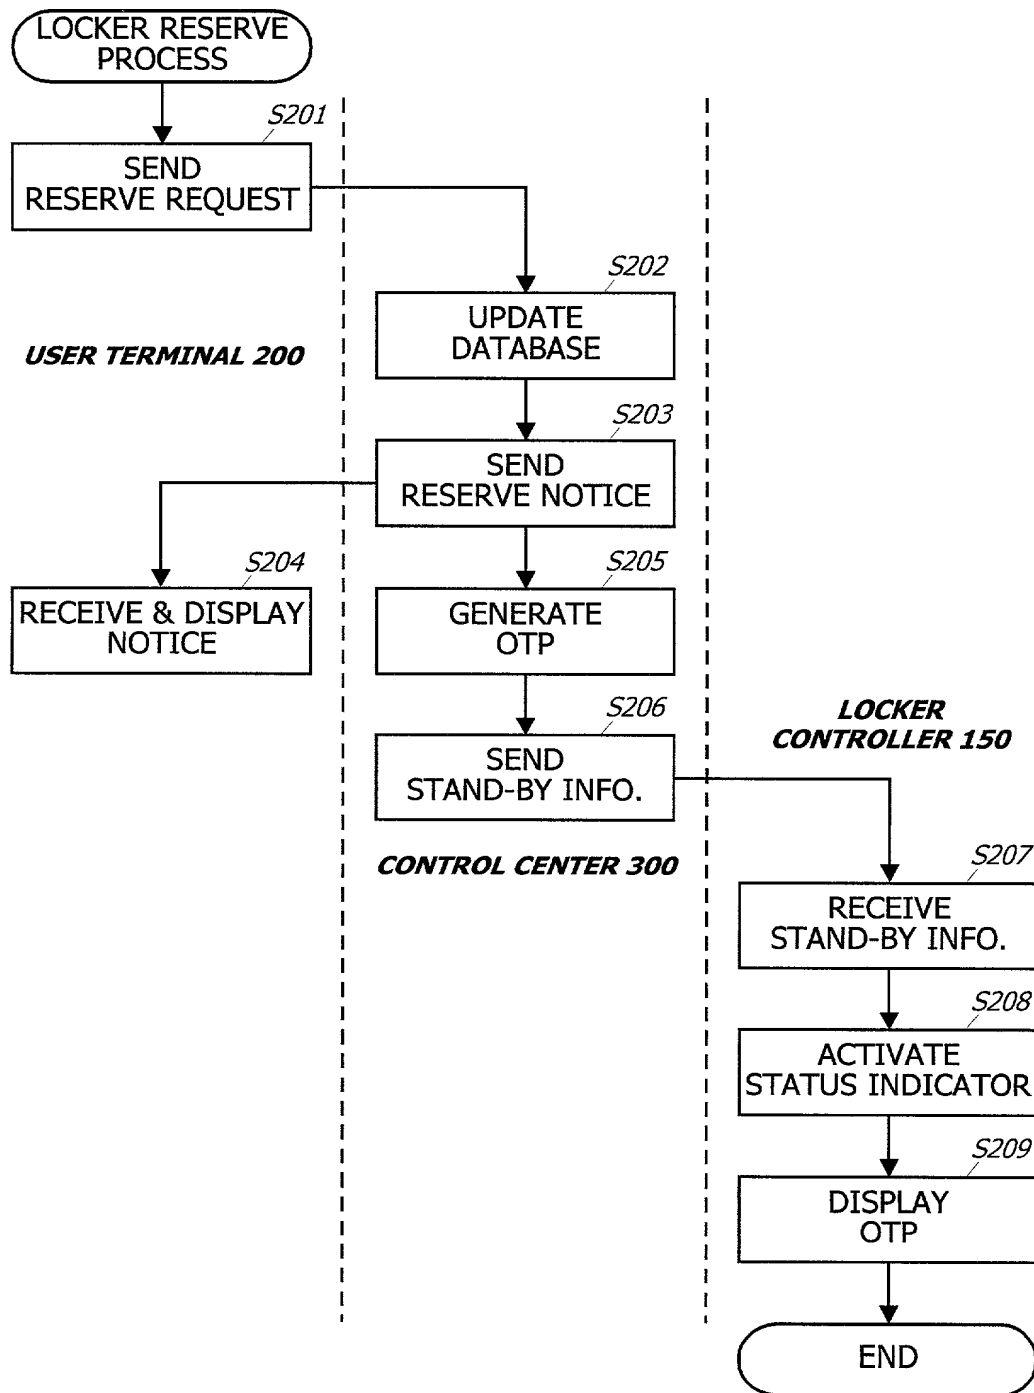 LOCKER RESERVE
PROCESS
S201
SEND
RESERVE REQUEST
S202
UPDATE
DATABASE
USER TERMINAL 200
S203
SEND
RESERVE NOTICE
S204
RECEIVE & DISPLAY
NOTICE
S205
GENERATE
OTP
S206
SEND
STAND-BY INFO.
LOCKER
CONTROLLER 150
CONTROL CENTER 300
S207
RECEIVE
STAND-BY INFO.
S208
ACTIVATE
STATUS INDICATOR
S209
DISPLAY
OTP
END